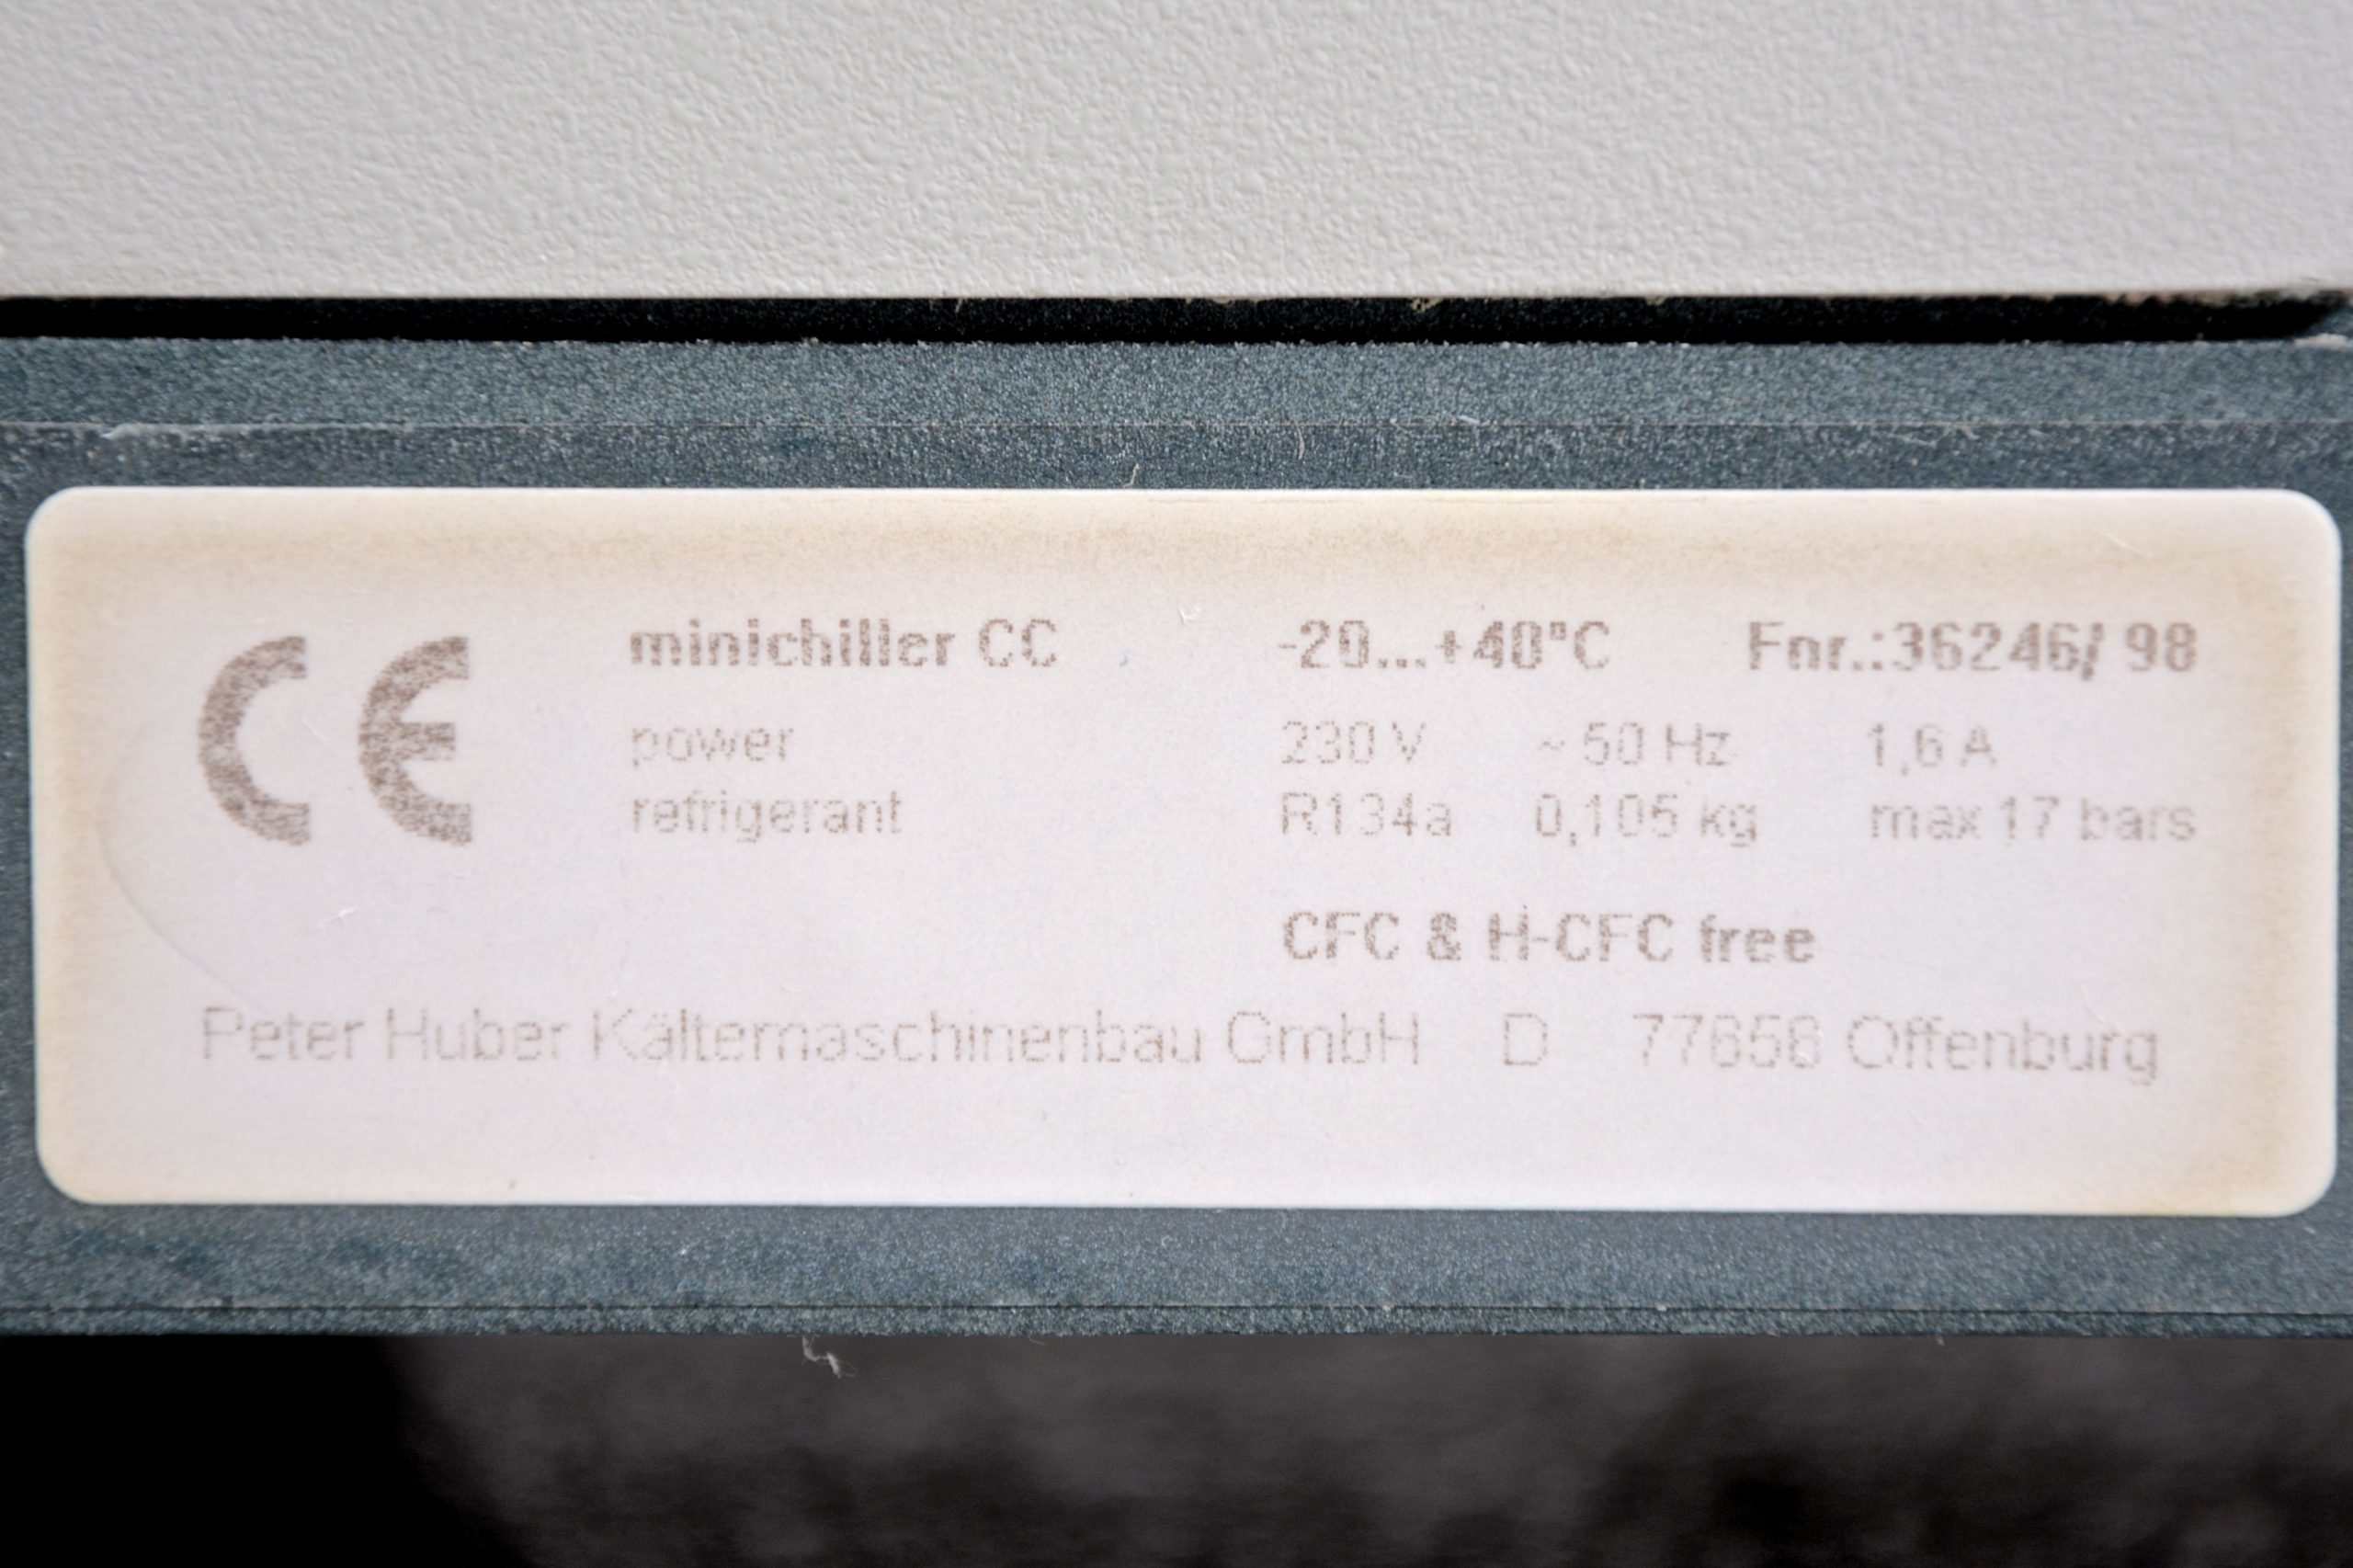 CE minichiller CC -20...+40°C Fnr.:36246/ 98
power 230 V ~ 50 Hz 1,6 A
refrigerant R134a 0,105 kg max 17 bars
CFC & H-CFC free
Peter Huber Kältemaschinenbau GmbH D 77656 Offenburg